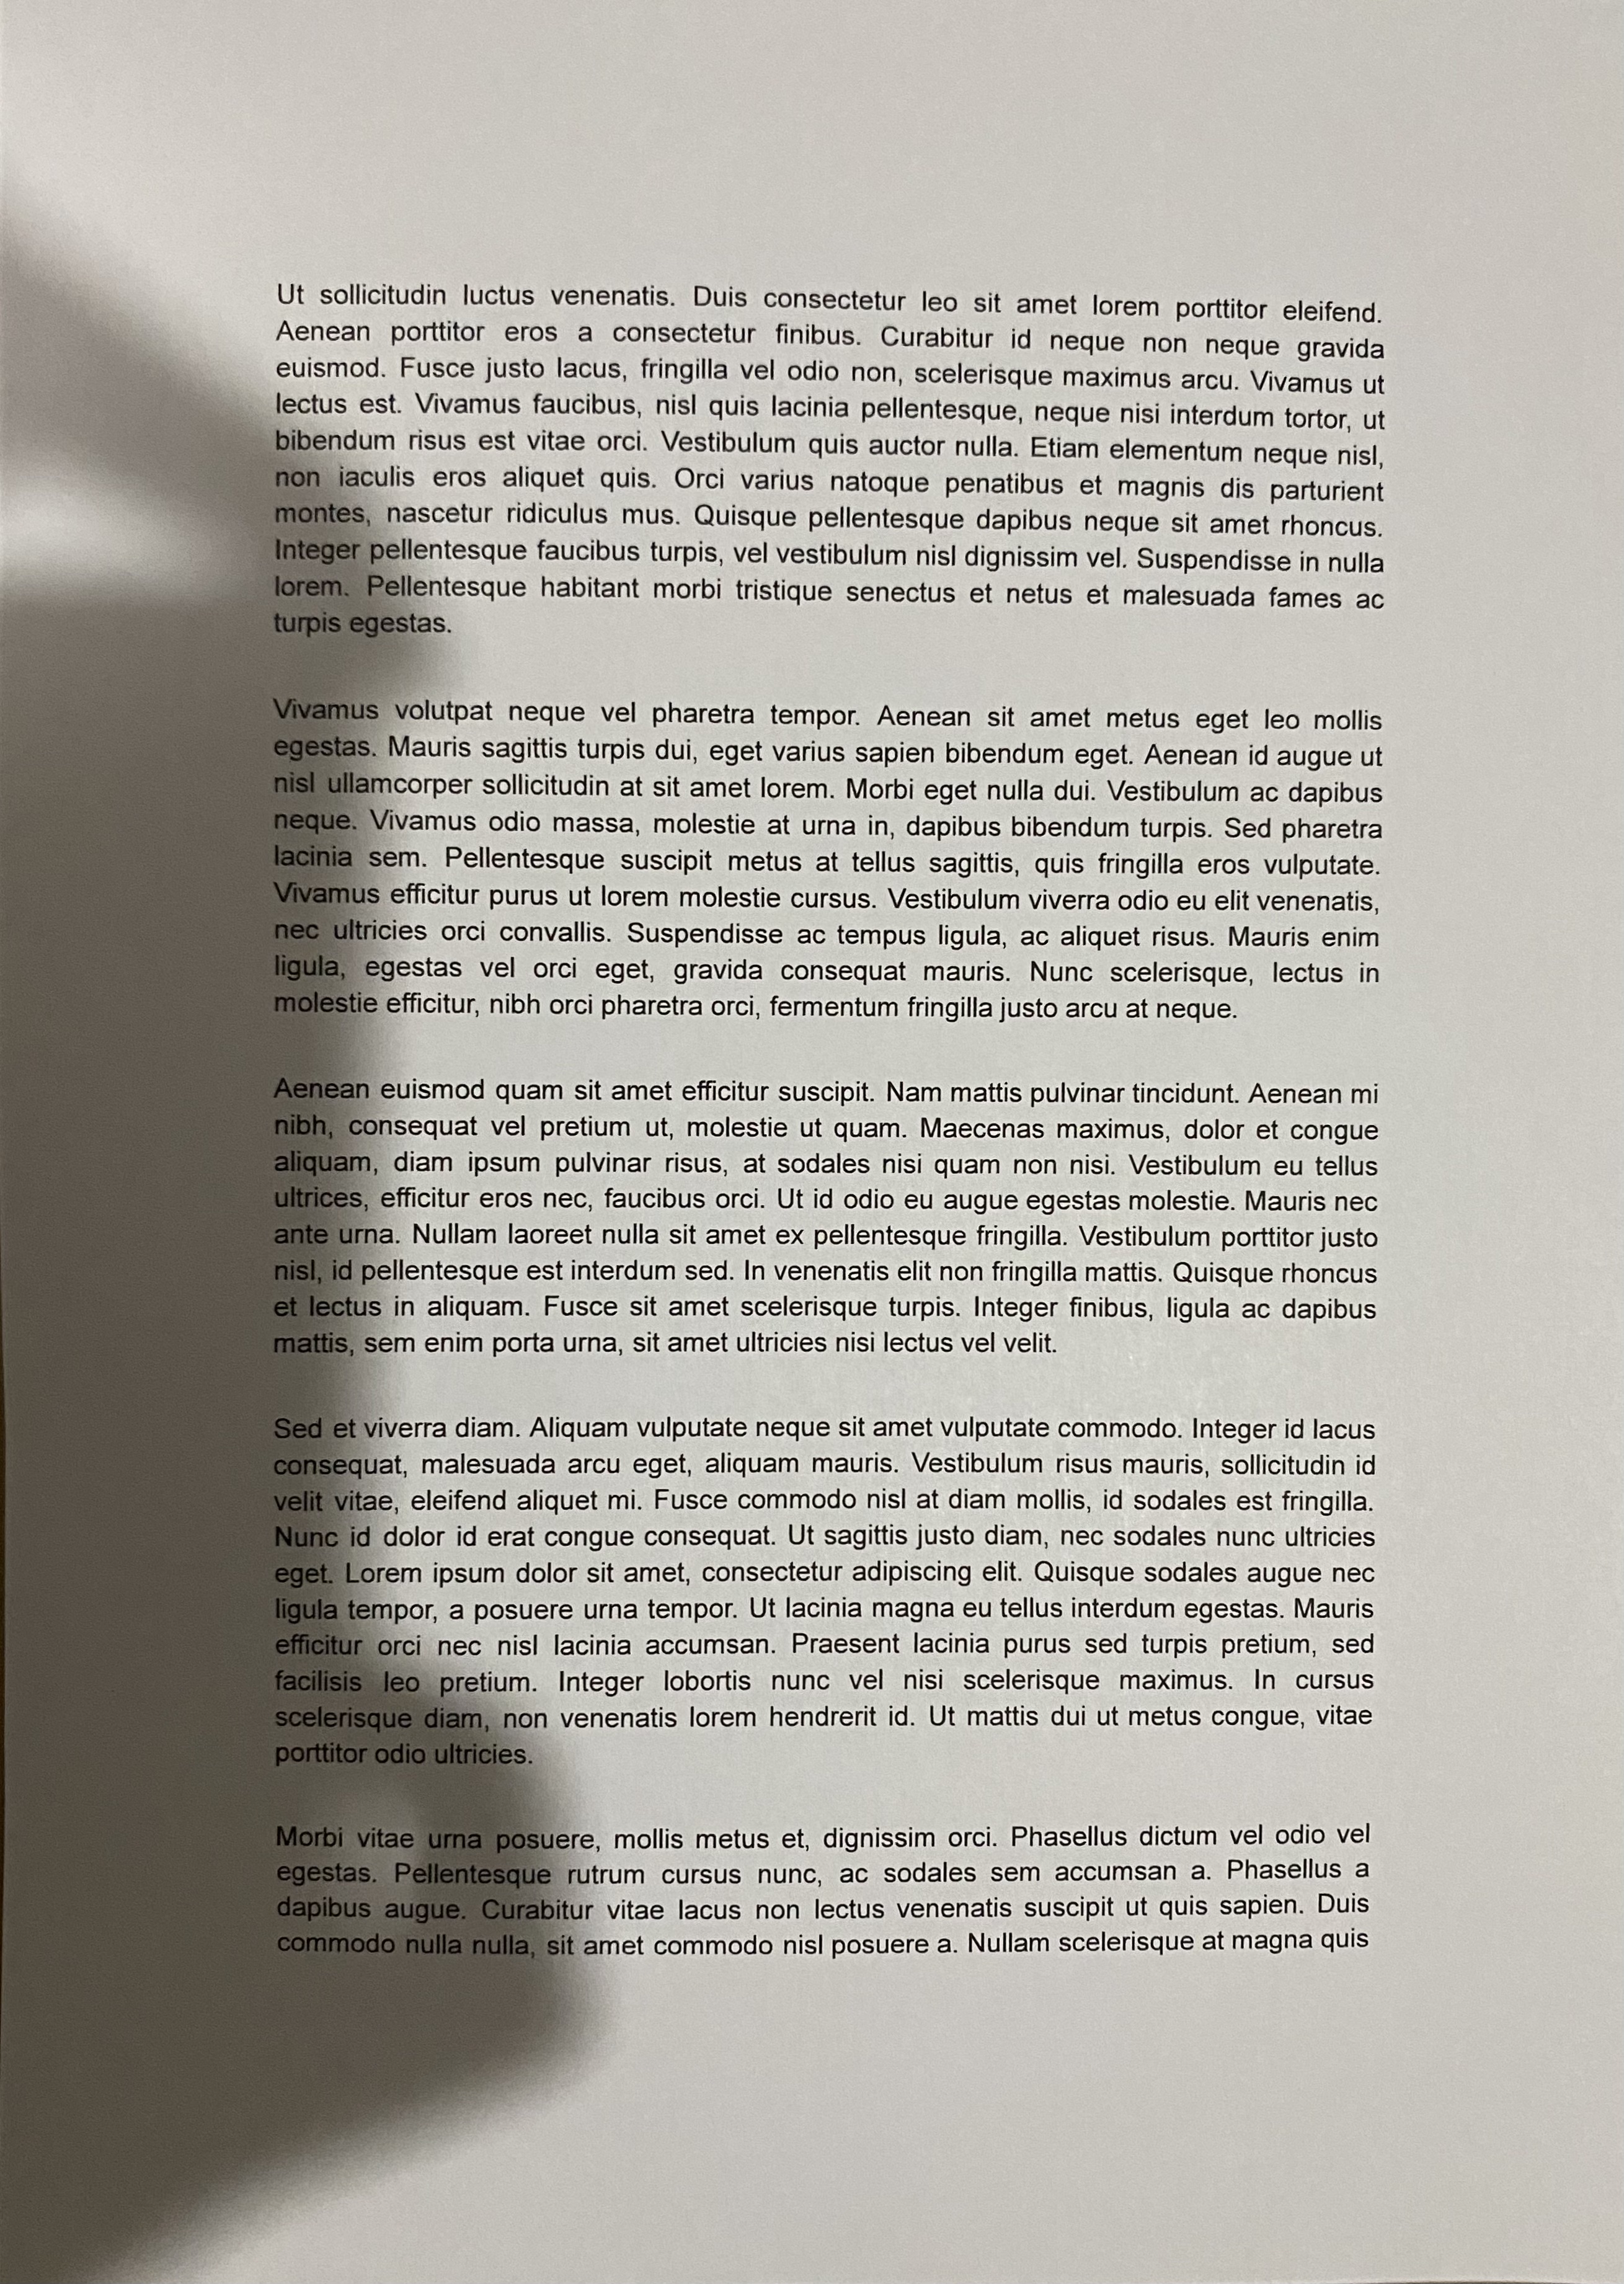 Ut sollicitudin luctus venenatis. Duis consectetur leo sit amet lorem porttitor eleifend.
Aenean porttitor eros a consectetur finibus. Curabitur id neque non neque gravida
euismod. Fusce justo lacus, fringilla vel odio non, scelerisque maximus arcu. Vivamus ut
lectus est. Vivamus faucibus, nisl quis lacinia pellentesque, neque nisi interdum tortor, ut
bibendum risus est vitae orci. Vestibulum quis auctor nulla. Etiam elementum neque nisl,
non iaculis eros aliquet quis. Orci varius natoque penatibus et magnis dis parturient
montes, nascetur ridiculus mus. Quisque pellentesque dapibus neque sit amet rhoncus.
Integer pellentesque faucibus turpis, vel vestibulum nisl dignissim vel. Suspendisse in nulla
lorem. Pellentesque habitant morbi tristique senectus et netus et malesuada fames ac
turpis egestas.
Vivamus volutpat neque vel pharetra tempor. Aenean sit amet metus eget leo mollis
egestas. Mauris sagittis turpis dui, eget varius sapien bibendum eget. Aenean id augue ut
nisl ullamcorper sollicitudin at sit amet lorem. Morbi eget nulla dui. Vestibulum ac dapibus
neque. Vivamus odio massa, molestie at urna in, dapibus bibendum turpis. Sed pharetra
lacinia sem. Pellentesque suscipit metus at tellus sagittis, quis fringilla eros vulputate.
Vivamus efficitur purus ut lorem molestie cursus. Vestibulum viverra odio eu elit venenatis,
nec ultricies orci convallis. Suspendisse ac tempus ligula, ac aliquet risus. Mauris enim
ligula, egestas vel orci eget, gravida consequat mauris. Nunc scelerisque, lectus in
molestie efficitur, nibh orci pharetra orci, fermentum fringilla justo arcu at neque.
Aenean euismod quam sit amet efficitur suscipit. Nam mattis pulvinar tincidunt. Aenean mi
nibh, consequat vel pretium ut, molestie ut quam. Maecenas maximus, dolor et congue
aliquam, diam ipsum pulvinar risus, at sodales nisi quam non nisi. Vestibulum eu tellus
ultrices, efficitur eros nec, faucibus orci. Ut id odio eu augue egestas molestie. Mauris nec
ante urna. Nullam laoreet nulla sit amet ex pellentesque fringilla. Vestibulum porttitor justo
nisl, id pellentesque est interdum sed. In venenatis elit non fringilla mattis. Quisque rhoncus
et lectus in aliquam. Fusce sit amet scelerisque turpis. Integer finibus, ligula ac dapibus
mattis, sem enim porta urna, sit amet ultricies nisi lectus vel velit.
Sed et viverra diam. Aliquam vulputate neque sit amet vulputate commodo. Integer id lacus
consequat, malesuada arcu eget, aliquam mauris. Vestibulum risus mauris, sollicitudin id
velit vitae, eleifend aliquet mi. Fusce commodo nisl at diam mollis, id sodales est fringilla.
Nunc id dolor id erat congue consequat. Ut sagittis justo diam, nec sodales nunc ultricies
eget. Lorem ipsum dolor sit amet, consectetur adipiscing elit. Quisque sodales augue nec
ligula tempor, a posuere urna tempor. Ut lacinia magna eu tellus interdum egestas. Mauris
efficitur orci nec nisl lacinia accumsan. Praesent lacinia purus sed turpis pretium, sed
facilisis leo pretium. Integer lobortis nunc vel nisi scelerisque maximus. In cursus
scelerisque diam, non venenatis lorem hendrerit id. Ut mattis dui ut metus congue, vitae
porttitor odio ultricies.
Morbi vitae urna posuere, mollis metus et, dignissim orci. Phasellus dictum vel odio vel
egestas. Pellentesque rutrum cursus nunc, ac sodales sem accumsan a. Phasellus a
dapibus augue. Curabitur vitae lacus non lectus venenatis suscipit ut quis sapien. Duis
commodo nulla nulla, sit amet commodo nisl posuere a. Nullam scelerisque at magna quis